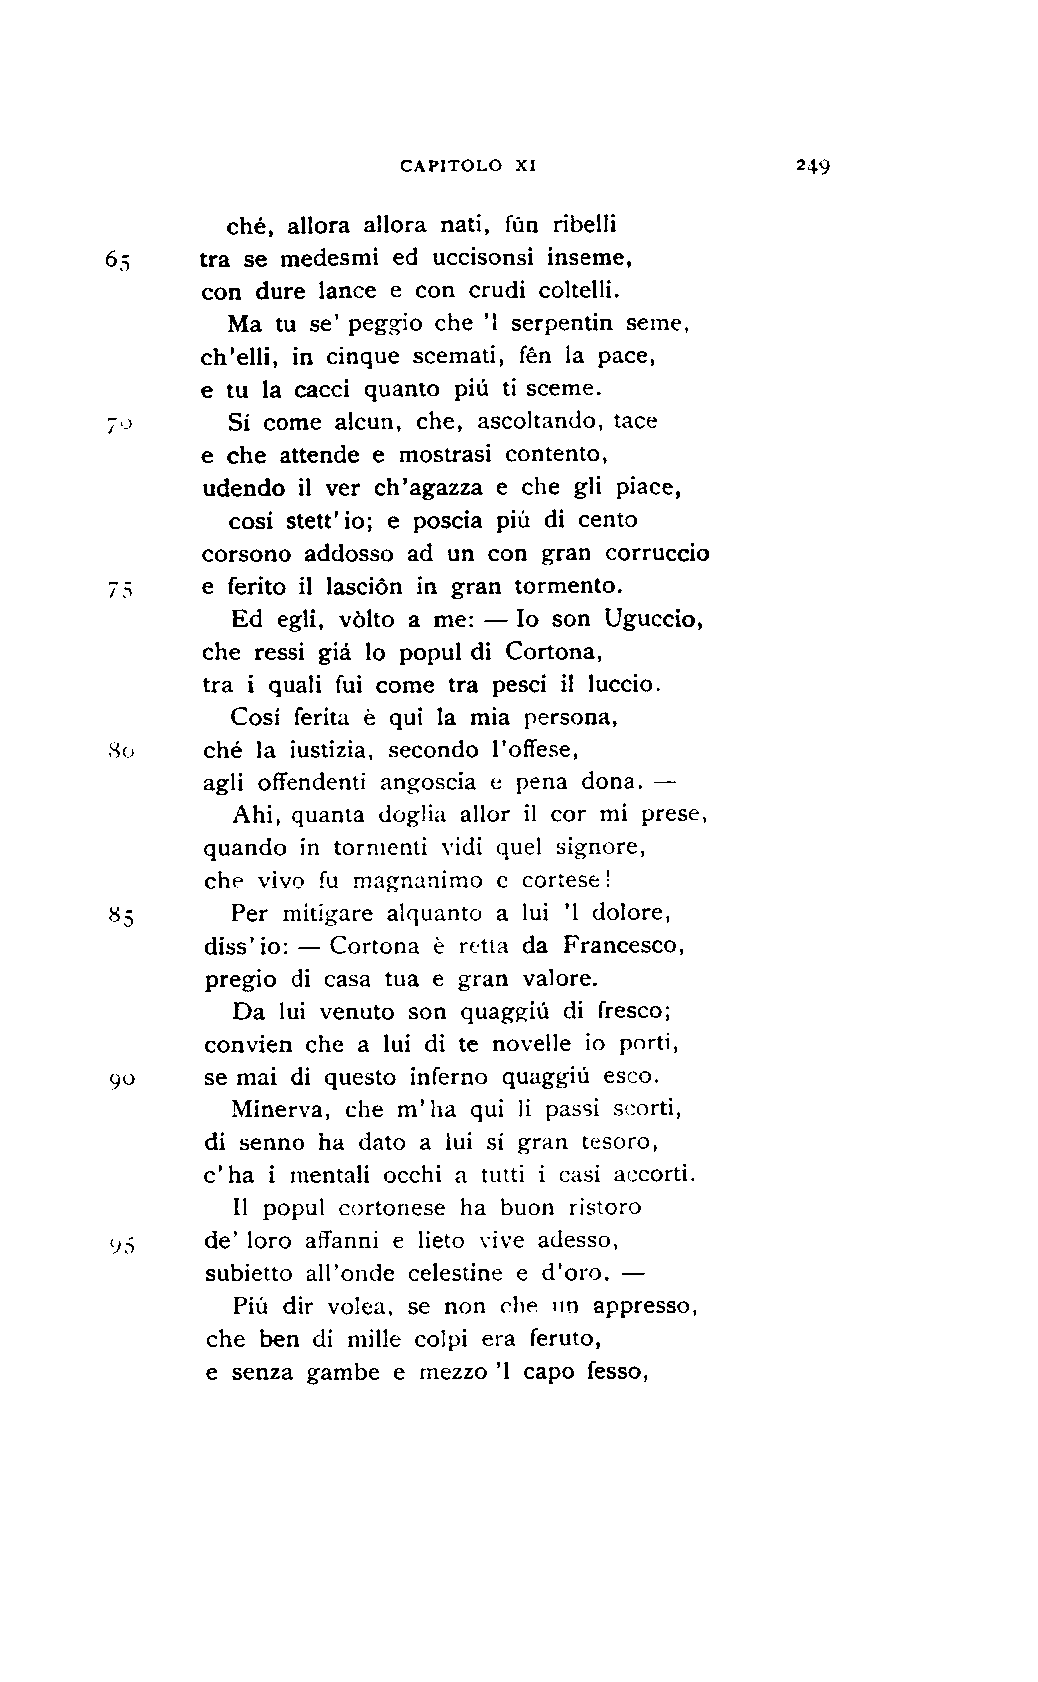 CAPITOLO XI 249
ché, allora allora nati, fûn ribelli
65 tra se medesmi ed uccisonsi inseme,
con dure lance e con crudi coltelli.
Ma tu se' peggio che 'l serpentin seme,
ch'elli, in cinque scemati, fên la pace,
e tu la cacci quanto piú ti sceme.
70 Sí come alcun, che, ascoltando, tace
e che attende e mostrasi contento,
udendo il ver ch'agazza e che gli piace,
cosí stett'io; e poscia piú di cento
corsono addosso ad un con gran corruccio
75 e ferito il lasciôn in gran tormento.
Ed egli, vòlto a me: — Io son Uguccio,
che ressi giá lo popul di Cortona,
tra i quali fui come tra pesci il luccio.
Cosí ferita è qui la mia persona,
80 ché la iustizia, secondo l'offese,
agli offendenti angoscia e pena dona. —
Ahi, quanta doglia allor il cor mi prese,
quando in tormenti vidi quel signore,
che vivo fu magnanimo e cortese!
85 Per mitigare alquanto a lui 'l dolore,
diss'io: — Cortona è retta da Francesco,
pregio di casa tua e gran valore.
Da lui venuto son quaggiú di fresco;
convien che a lui di te novelle io porti,
90 se mai di questo inferno quaggiú esco.
Minerva, che m'ha qui li passi scorti,
di senno ha dato a lui sí gran tesoro,
c'ha i mentali occhi a tutti i casi accorti.
Il popul cortonese ha buon ristoro
95 de' loro affanni e lieto vive adesso,
subietto all'onde celestine e d'oro. —
Piú dir volea, se non che un appresso,
che ben di mille colpi era feruto,
e senza gambe e mezzo 'l capo fesso,